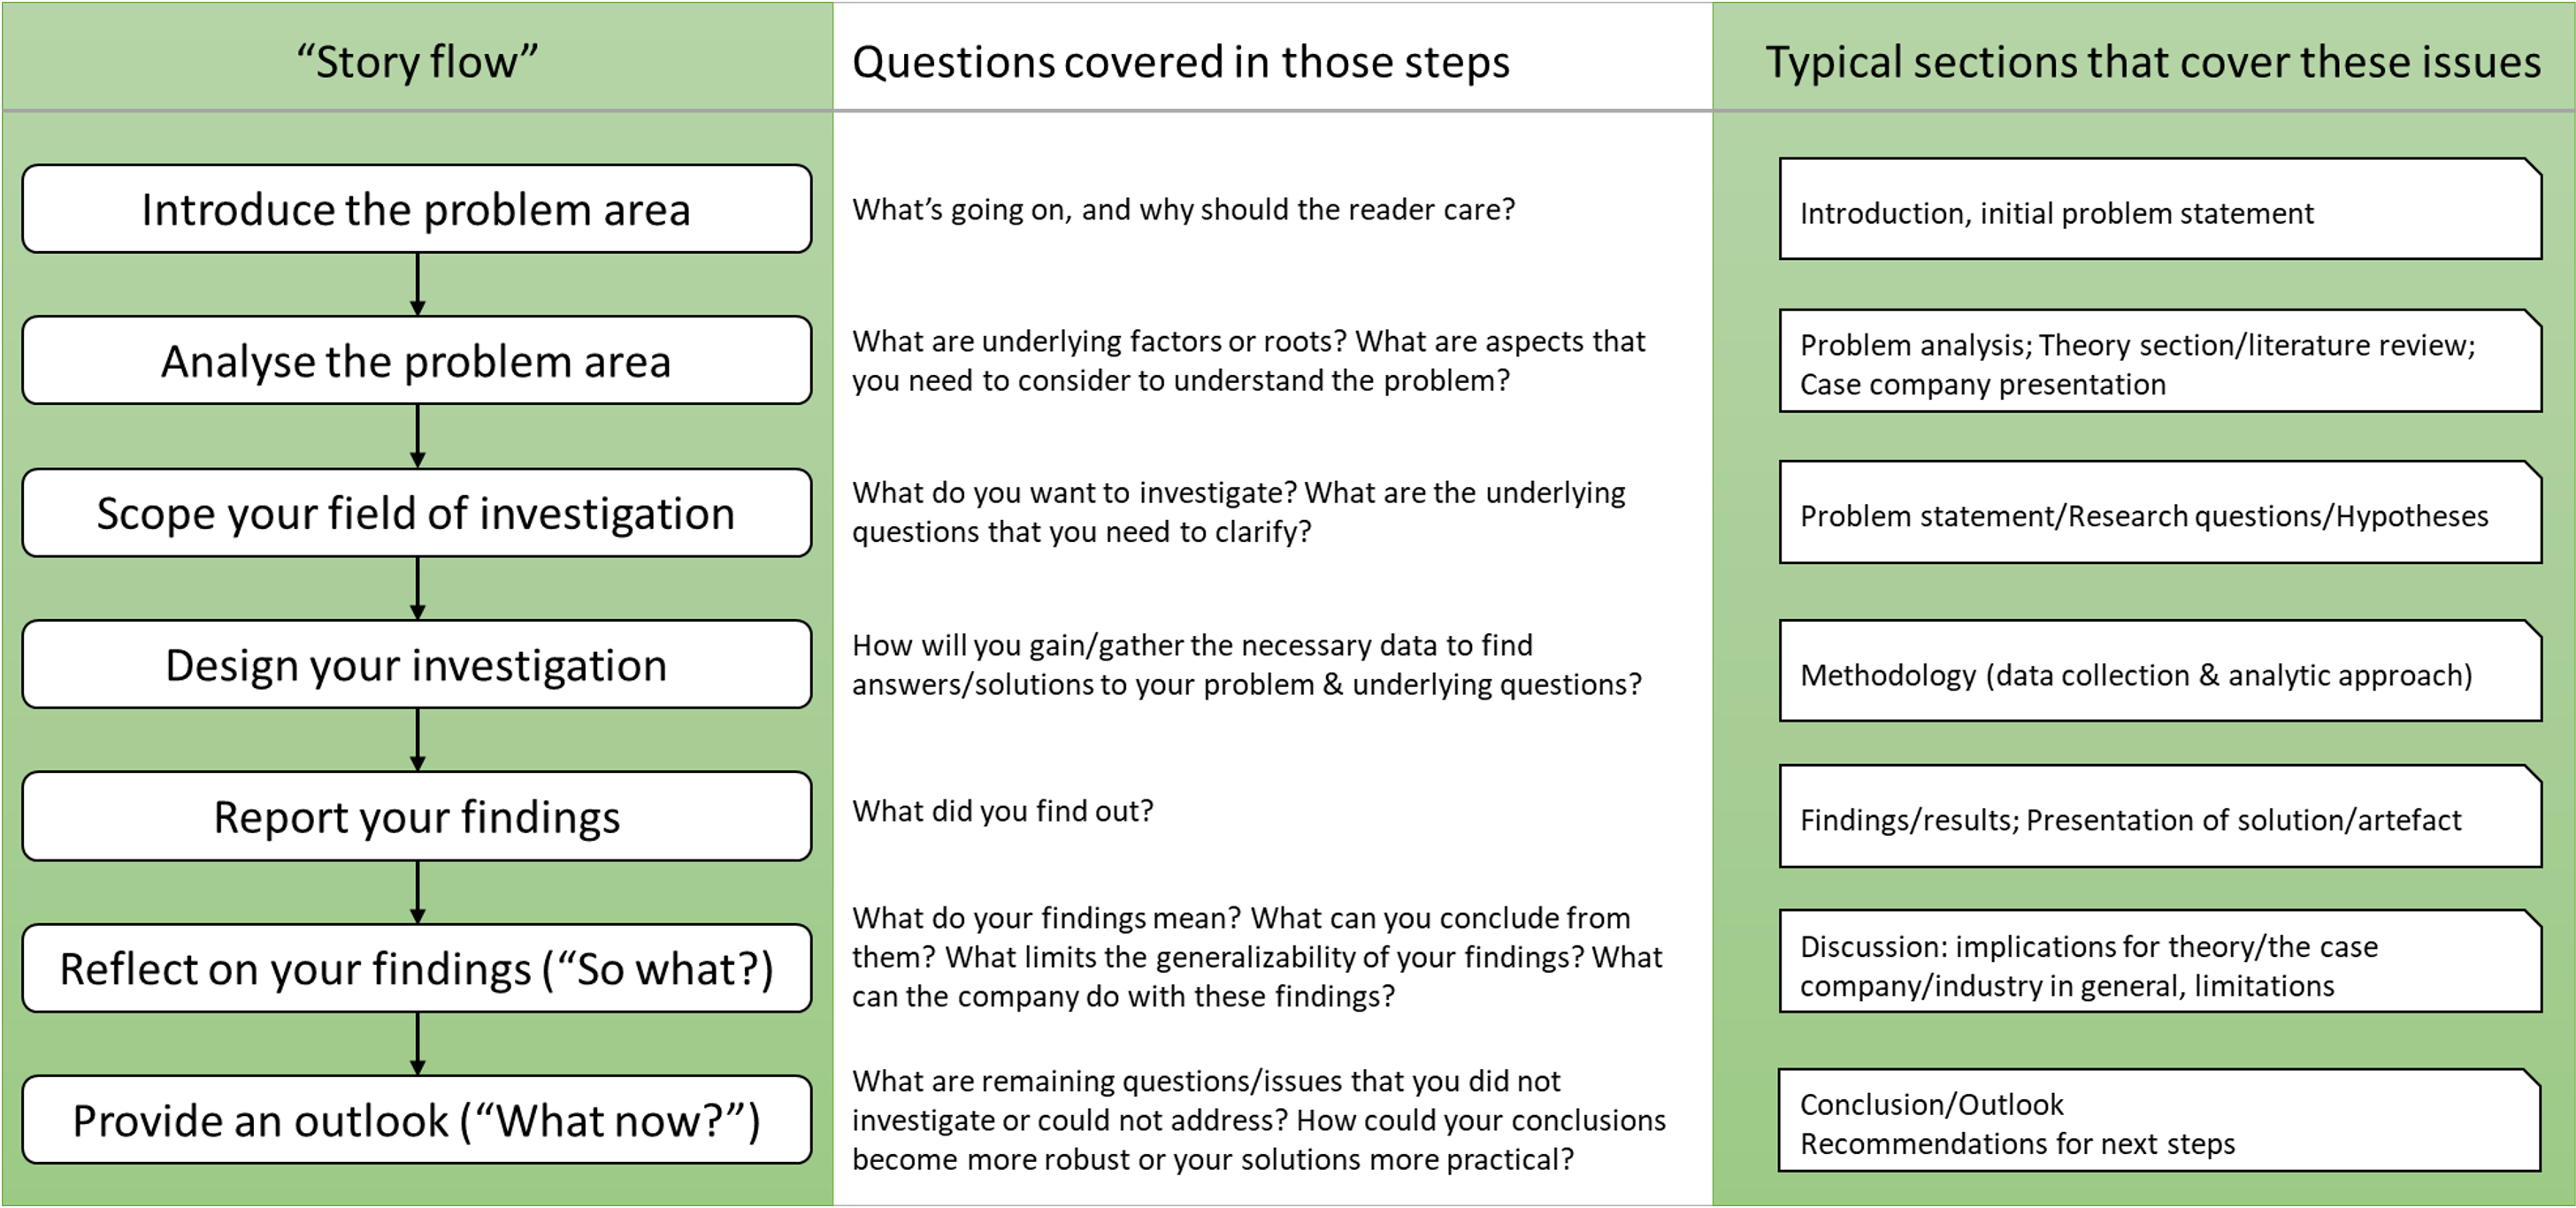 “Story flow”
Questions covered in those steps
Typical sections that cover these issues
Introduce the problem area
What’s going on, and why should the reader care?
Introduction, initial problem statement
Analyse the problem area
What are underlying factors or roots? What are aspects that
you need to consider to understand the problem?
Problem analysis; Theory section/literature review;
Case company presentation
Scope your field of investigation
What do you want to investigate? What are the underlying
questions that you need to clarify?
Problem statement/Research questions/Hypotheses
Design your investigation
How will you gain/gather the necessary data to find
answers/solutions to your problem & underlying questions?
Methodology (data collection & analytic approach)
Report your findings
What did you find out?
Findings/results; Presentation of solution/artefact
Reflect on your findings (“So what?)
What do your findings mean? What can you conclude from
them? What limits the generalizability of your findings? What
can the company do with these findings?
Discussion: implications for theory/the case
company/industry in general, limitations
Provide an outlook (“What now?”)
What are remaining questions/issues that you did not
investigate or could not address? How could your conclusions
become more robust or your solutions more practical?
Conclusion/Outlook
Recommendations for next steps